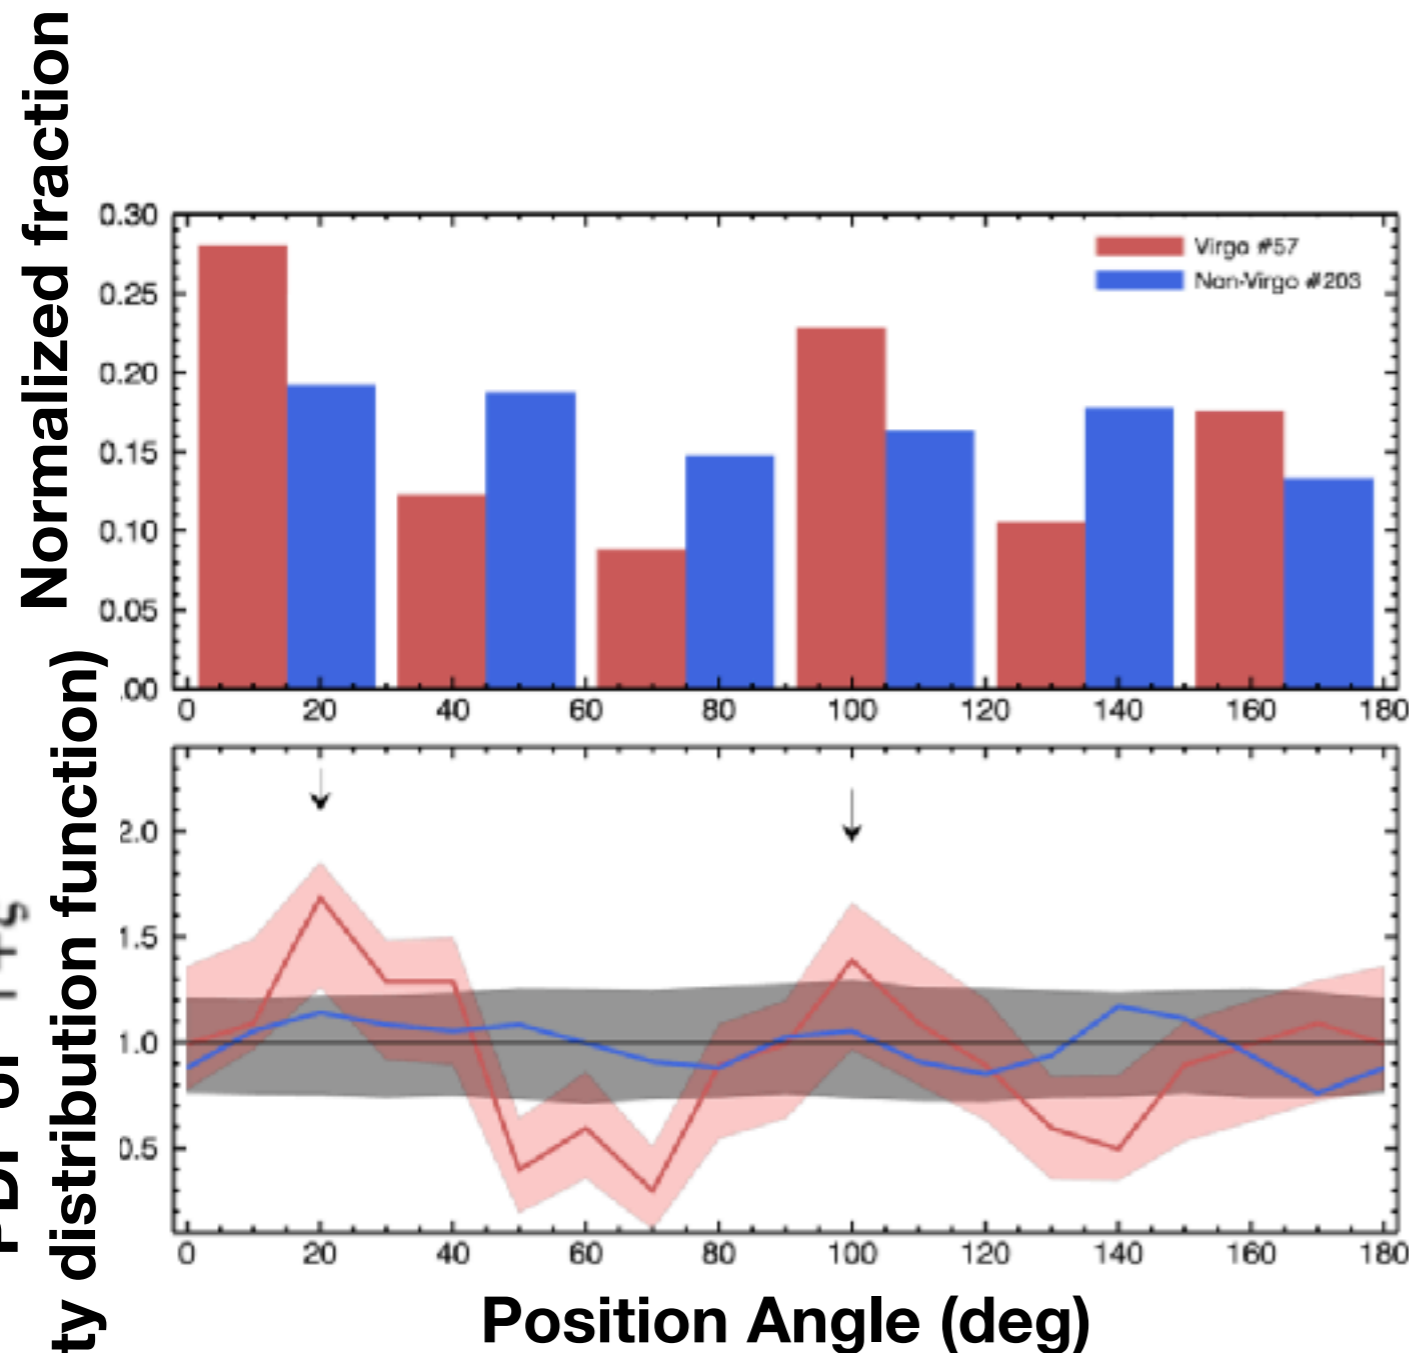 Normalized fraction
0.30
0.25
0.20
0.15
0.10
0.05
.00
Virgo #57
Non-Virgo #203
0 20 40 60 80 100 120 140 160 180
ty distribution function)
2.0
1.5
1.0
0.5
0 20 40 60 80 100 120 140 160 180
Position Angle (deg)